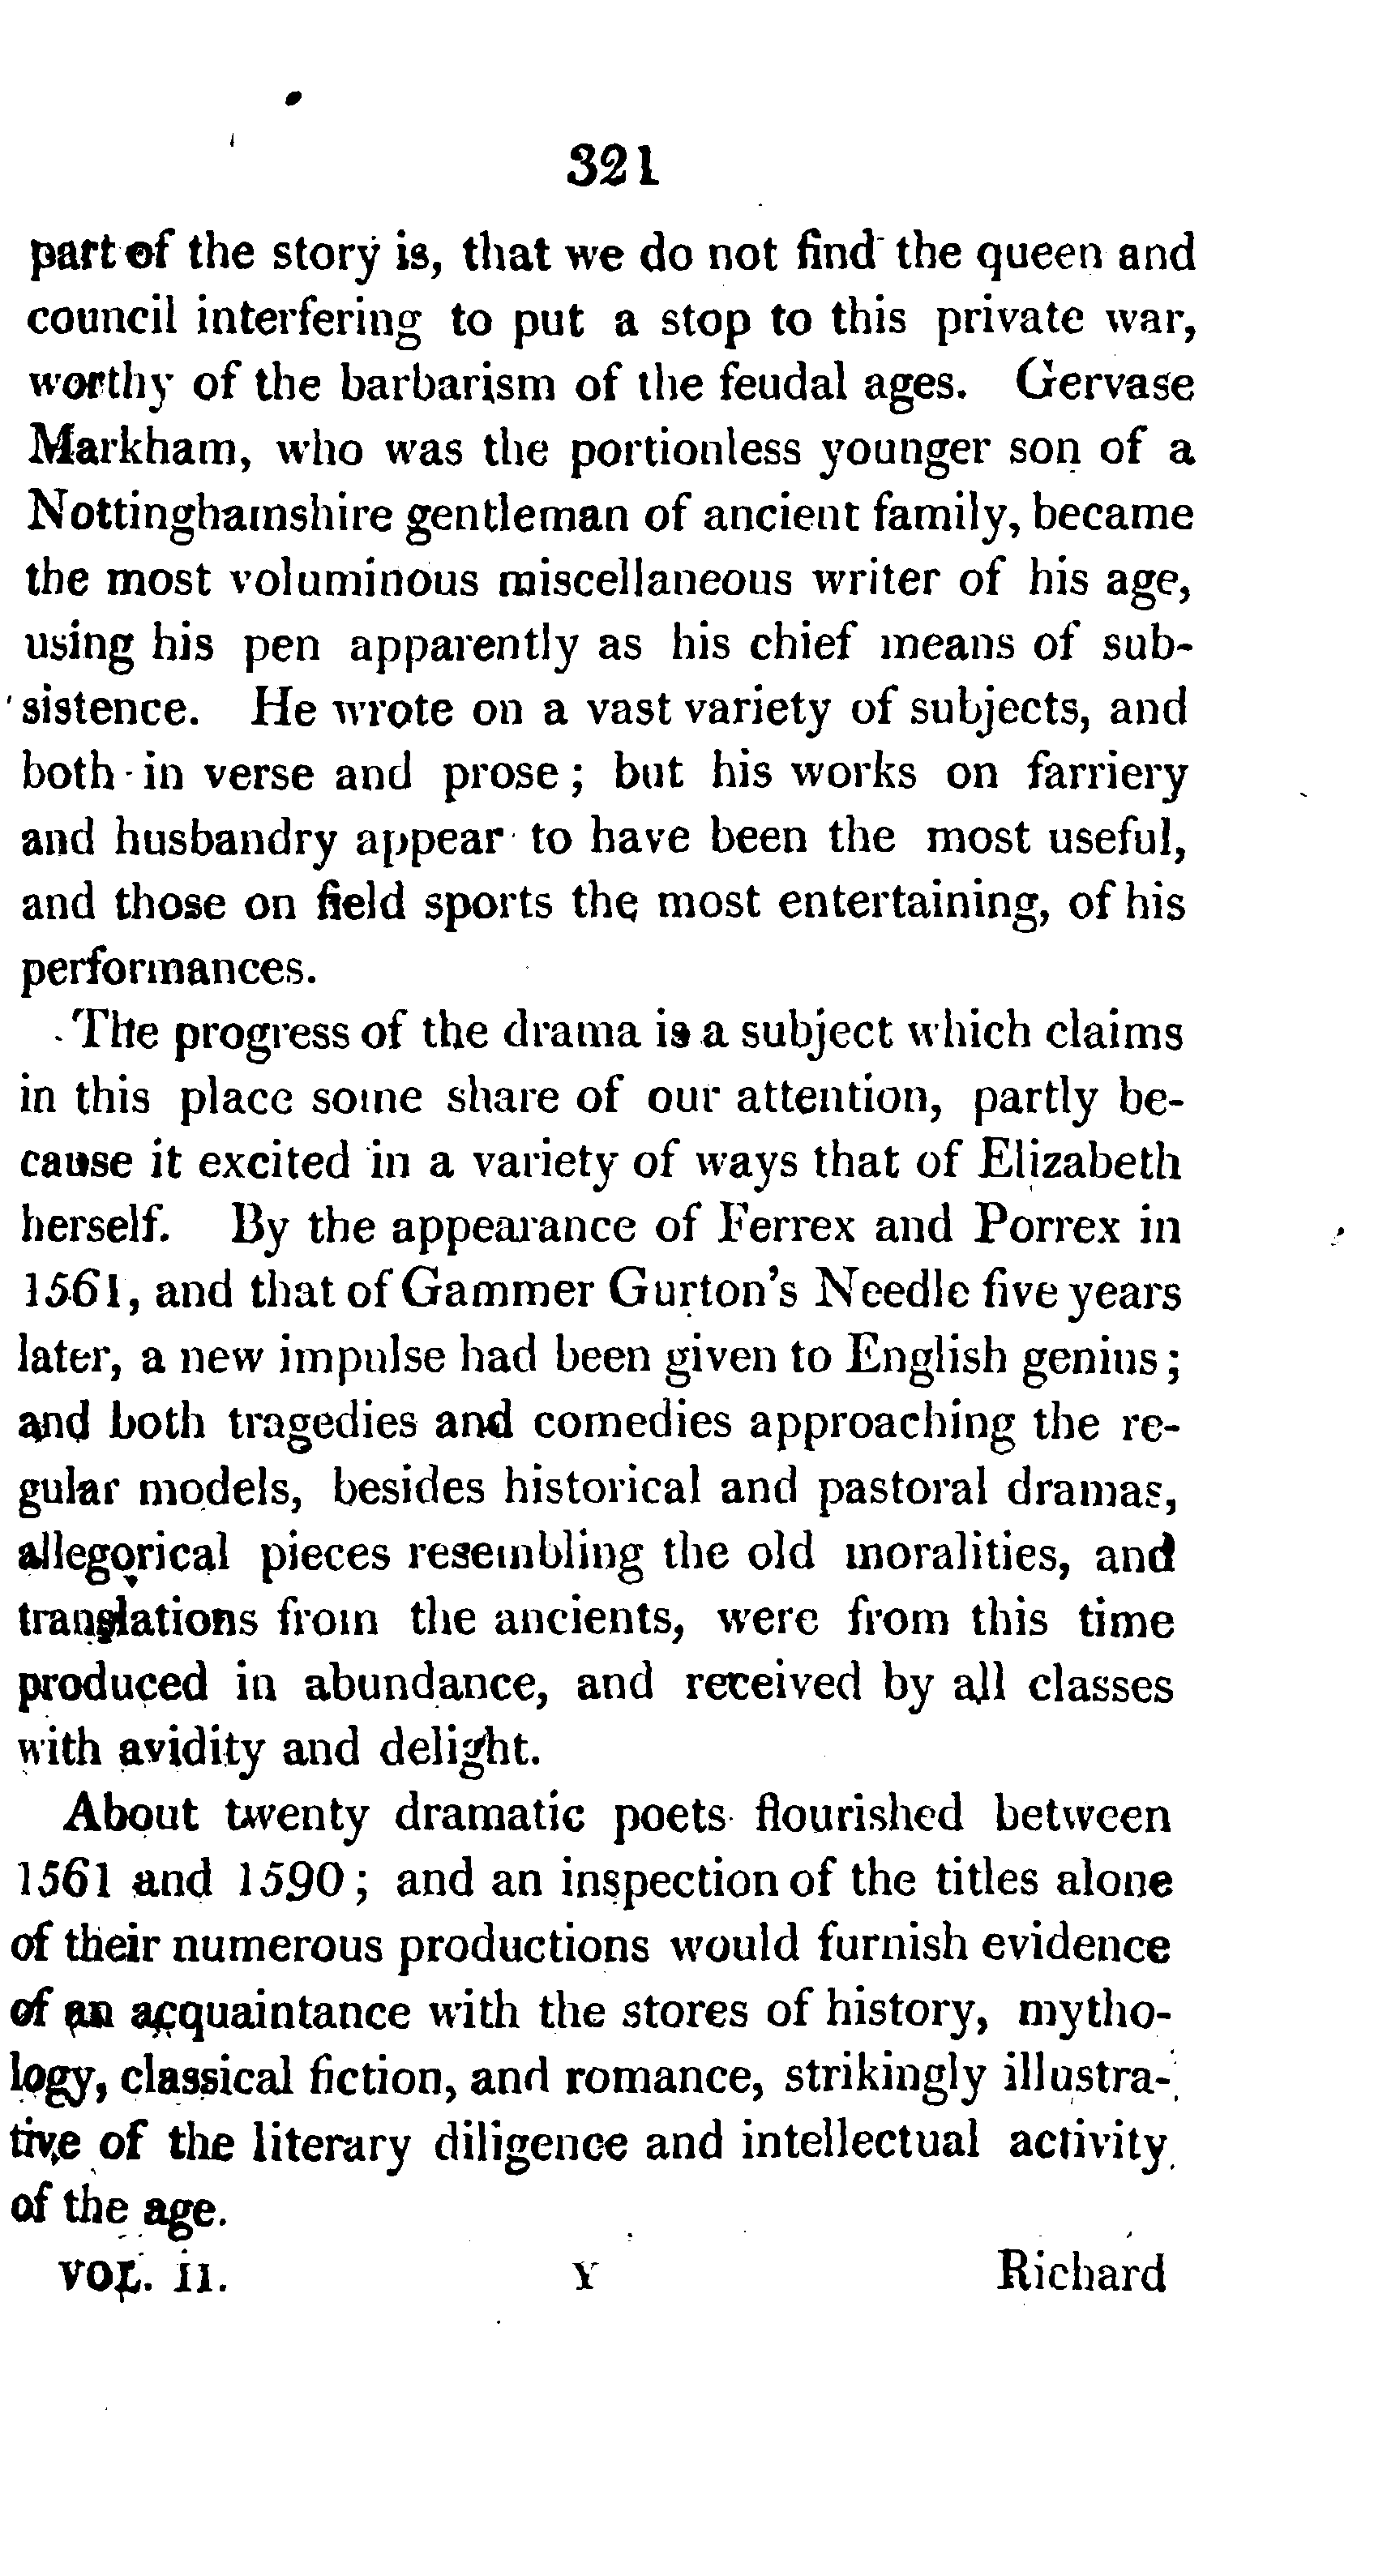 321
part of the story is, that we do not find the queen and
council interfering to put a stop to this private war,
worthy of the barbarism of the feudal ages. Gervase
Markham, who was the portionless younger son of a
Nottinghamshire gentleman of ancient family, became
the most voluminous miscellaneous writer of his age,
using his pen apparently as his chief means of sub-
sistence. He wrote on a vast variety of subjects, and
both in verse and prose; but his works on farriery
and husbandry appear to have been the most useful,
and those on field sports the most entertaining, of his
performances.
The progress of the drama is a subject which claims
in this place some share of our attention, partly be-
cause it excited in a variety of ways that of Elizabeth
herself. By the appearance of Ferrex and Porrex in
1561, and that of Gammer Gurton's Needle five years
later, a new impulse had been given to English genius;
and both tragedies and comedies approaching the re-
gular models, besides historical and pastoral dramas,
allegorical pieces resembling the old moralities, and
translations from the ancients, were from this time
produced in abundance, and received by all classes
with avidity and delight.
About twenty dramatic poets flourished between
1561 and 1590; and an inspection of the titles alone
of their numerous productions would furnish evidence
of an acquaintance with the stores of history, mytho-
logy, classical fiction, and romance, strikingly illustra-
tive of the literary diligence and intellectual activity
of the age.
VOL. II. Y Richard